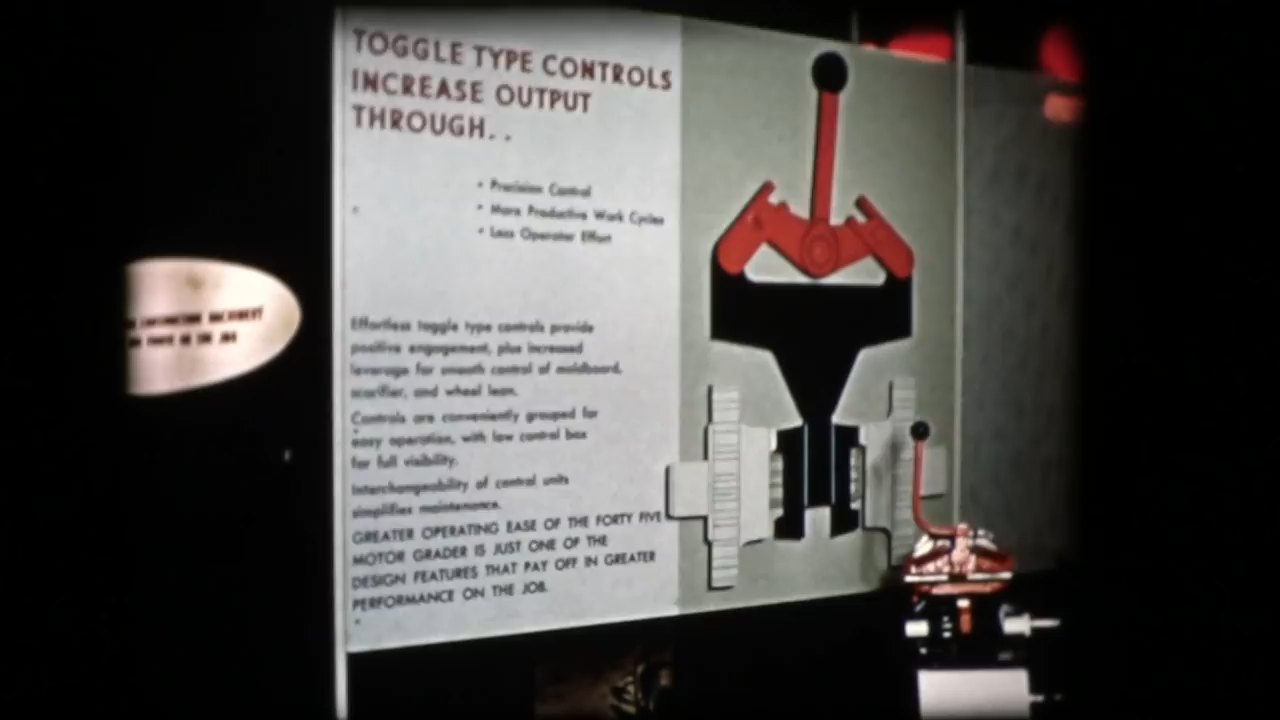 TOGGLE TYPE CONTROLS
INCREASE OUTPUT
THROUGH. .
• Precision Control
• More Productive Work Cycles
• Less Operator Effort
Effortless toggle type controls provide
positive engagement, plus increased
leverage for smooth control of moldboard,
scarifier, and wheel lean.
Controls are conveniently grouped for
easy operation, with low control box
for full visibility.
Interchangeability of control units
simplifies maintenance.
GREATER OPERATING EASE OF THE FORTY FIVE
MOTOR GRADER IS JUST ONE OF THE
DESIGN FEATURES THAT PAY OFF IN GREATER
PERFORMANCE ON THE JOB.